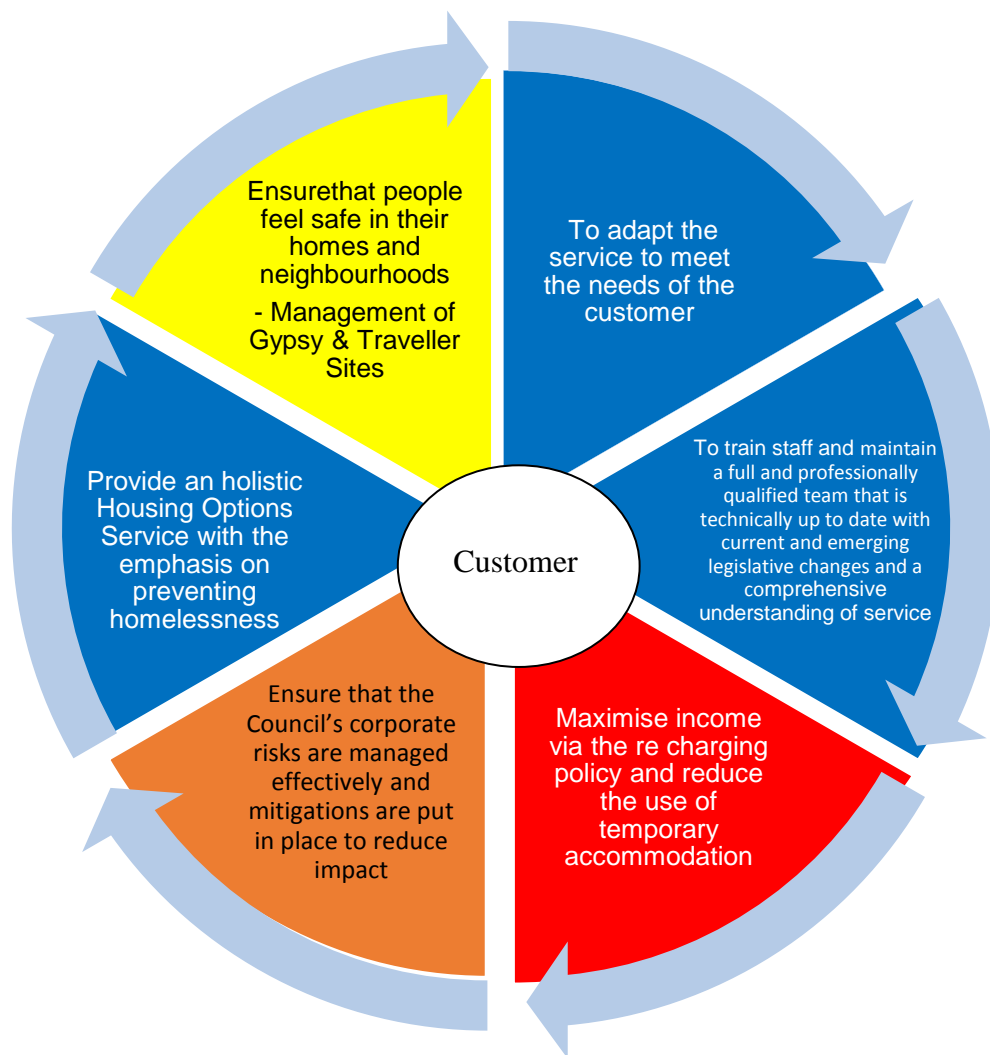 Ensurethat people
feel safe in their
homes and
neighbourhoods
- Management of
Gypsy & Traveller
Sites
To adapt the
service to meet
the needs of the
customer
To train staff and maintain
a full and professionally
qualified team that is
technically up to date with
current and emerging
legislative changes and a
comprehensive
understanding of service
Maximise income
via the re charging
policy and reduce
the use of
temporary
accommodation
Ensure that the
Council’s corporate
risks are managed
effectively and
mitigations are put
in place to reduce
impact
Provide an holistic
Housing Options
Service with the
emphasis on
preventing
homelessness
Customer